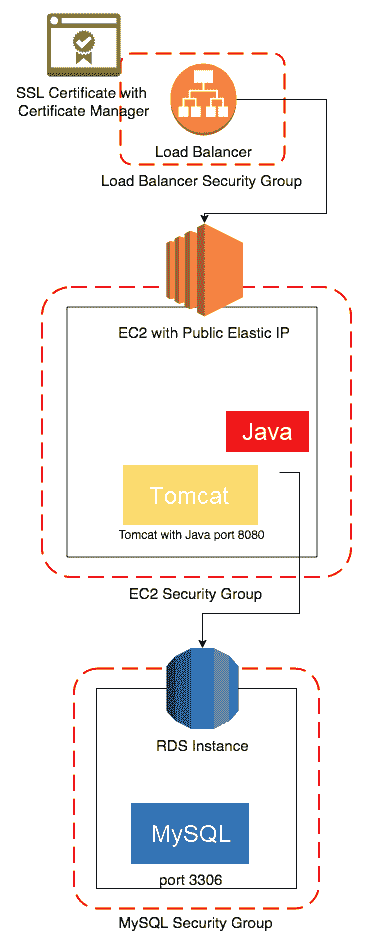 SSL Certificate with
Certificate Manager
Load Balancer
Load Balancer Security Group
EC2 with Public Elastic IP
Java
Tomcat
Tomcat with Java port 8080
EC2 Security Group
RDS Instance
MySQL
port 3306
MySQL Security Group